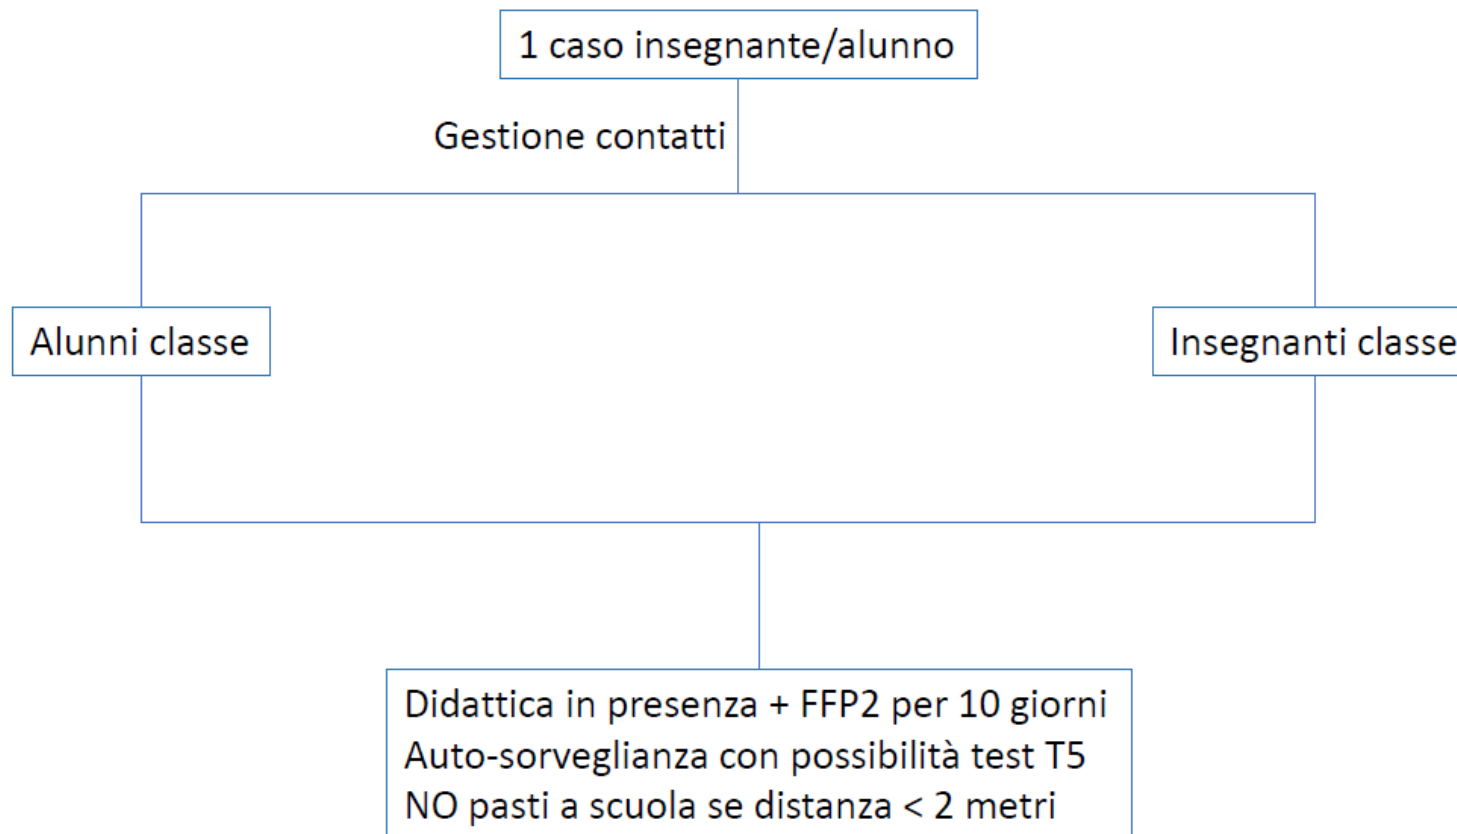 1 caso insegnante/alunno
Gestione contatti
Alunni classe
Insegnanti classe
Didattica in presenza + FFP2 per 10 giorni
Auto-sorveglianza con possibilità test T5
NO pasti a scuola se distanza < 2 metri